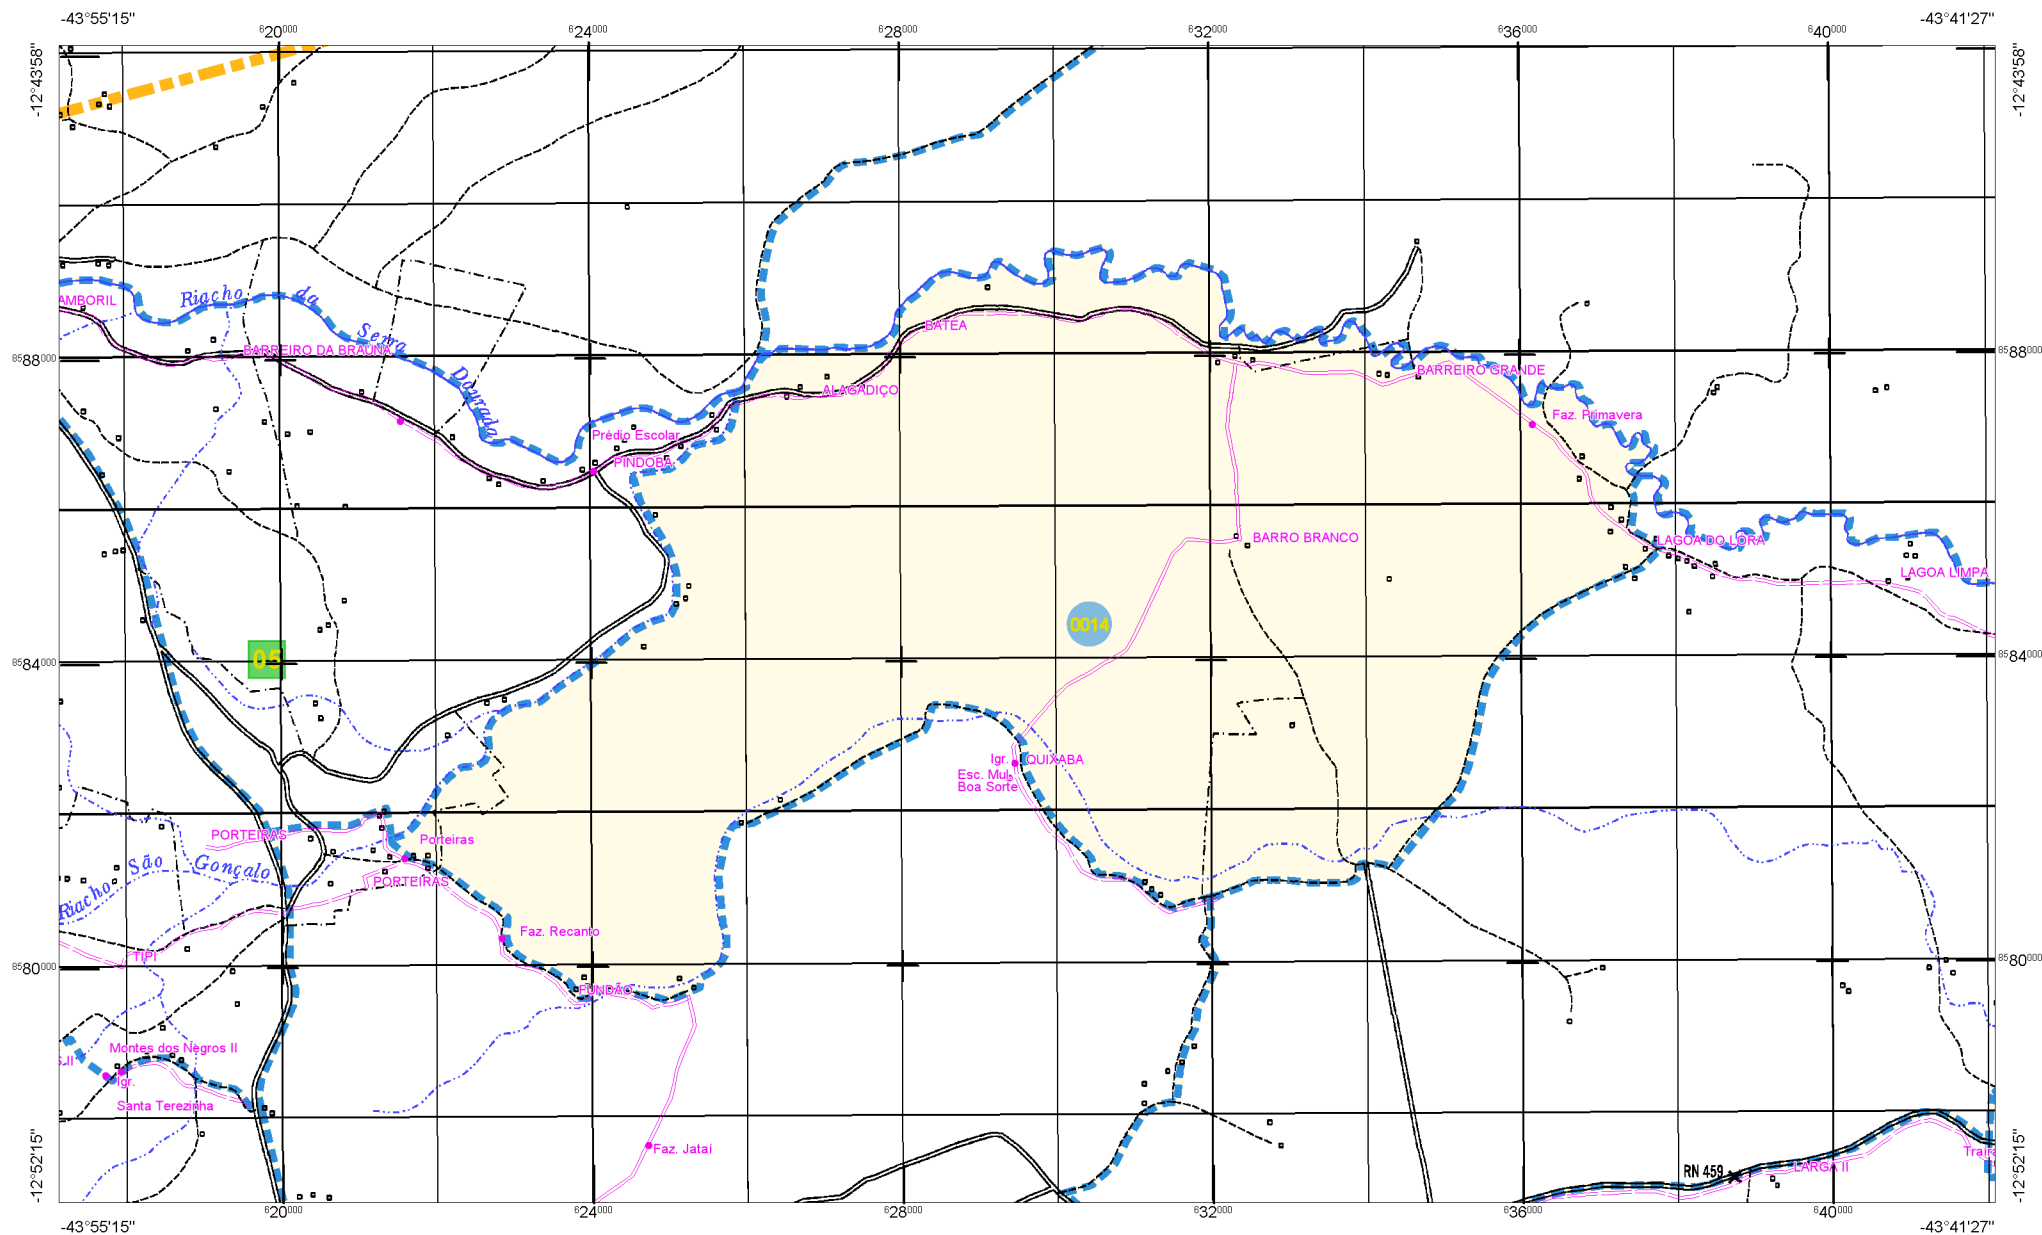 -43°55'15"
-43°41'27"
620000
624000
628000
632000
636000
640000
-12°43'58"
-12°43'58"
Riacho da Serra Dourada
AMBORIL
BATEA
BARREIRO DA BRAÚNA
8588000
8588000
BARREIRO GRANDE
ALAGADIÇO
Faz. Primavera
Prédio Escolar
PINDOBA
BARRO BRANCO
LAGOA DO LORA
LAGOA LIMPA
0014
05
8584000
8584000
Igr.
QUIXABA
Esc. Mul.
Boa Sorte
PORTEIRAS
Porteiras
Riacho São Gonçalo
PORTEIRAS
Faz. Recanto
TIPI
8580000
8580000
FUNDÃO
Montes dos Negros II
Igr.
Santa Terezinha
Faz. Jataí
RN 459
LARGA II
-12°52'15"
-12°52'15"
620000
624000
628000
632000
636000
640000
-43°55'15"
-43°41'27"